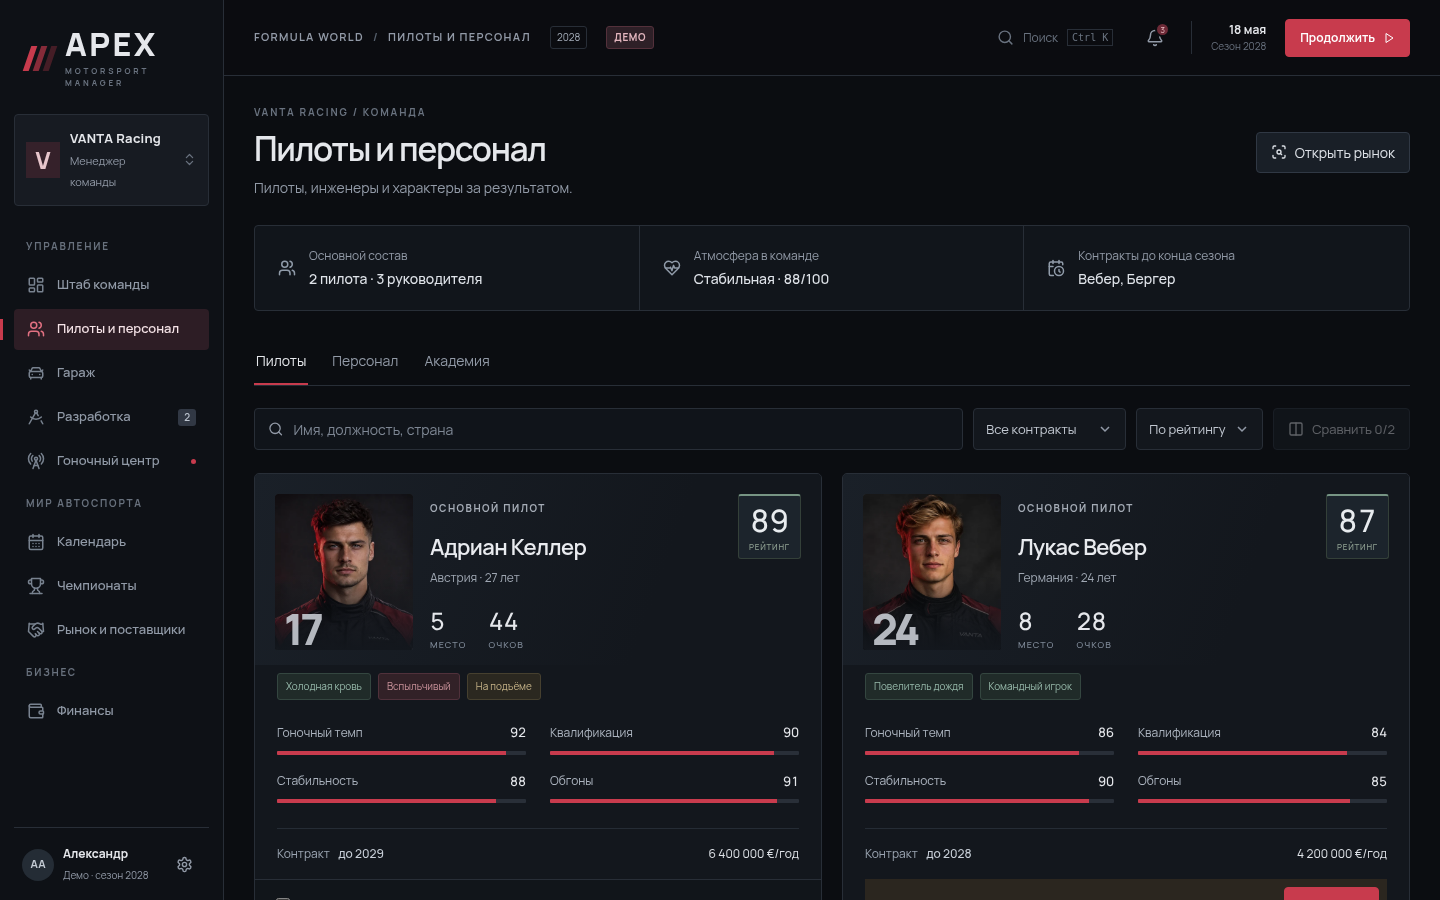 APEX
MOTORSPORT
MANAGER
V
VANTA Racing
Менеджер
команды
УПРАВЛЕНИЕ
Штаб команды
Пилоты и персонал
Гараж
Разработка 2
Гоночный центр
МИР АВТОСПОРТА
Календарь
Чемпионаты
Рынок и поставщики
БИЗНЕС
Финансы
AA
Александр
Демо · сезон 2028
FORMULA WORLD / ПИЛОТЫ И ПЕРСОНАЛ 2028 ДЕМО
Поиск Ctrl K
3
18 мая
Сезон 2028
Продолжить
VANTA RACING / КОМАНДА
Пилоты и персонал
Пилоты, инженеры и характеры за результатом.
Открыть рынок
Основной состав
2 пилота · 3 руководителя
Атмосфера в команде
Стабильная · 88/100
Контракты до конца сезона
Вебер, Бергер
Пилоты Персонал Академия
Имя, должность, страна
Все контракты
По рейтингу
Сравнить 0/2
17
ОСНОВНОЙ ПИЛОТ
Адриан Келлер
Австрия · 27 лет
5 44
МЕСТО ОЧКОВ
89
РЕЙТИНГ
Холодная кровь Вспыльчивый На подъёме
Гоночный темп 92 Квалификация 90
Стабильность 88 Обгоны 91
Контракт до 2029 6 400 000 €/год
24
ОСНОВНОЙ ПИЛОТ
Лукас Вебер
Германия · 24 лет
8 28
МЕСТО ОЧКОВ
87
РЕЙТИНГ
Повелитель дождя Командный игрок
Гоночный темп 86 Квалификация 84
Стабильность 90 Обгоны 85
Контракт до 2028 4 200 000 €/год